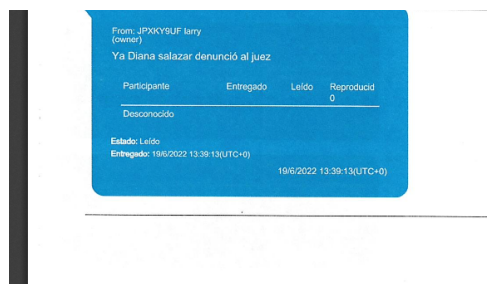 From: JPXKY9UF larry
(owner)
Ya Diana salazar denunció al juez
Participante Entregado Leído Reproducid
0
Desconocido
Estado: Leído
Entregado: 19/6/2022 13:39:13(UTC+0)
19/6/2022 13:39:13(UTC+0)